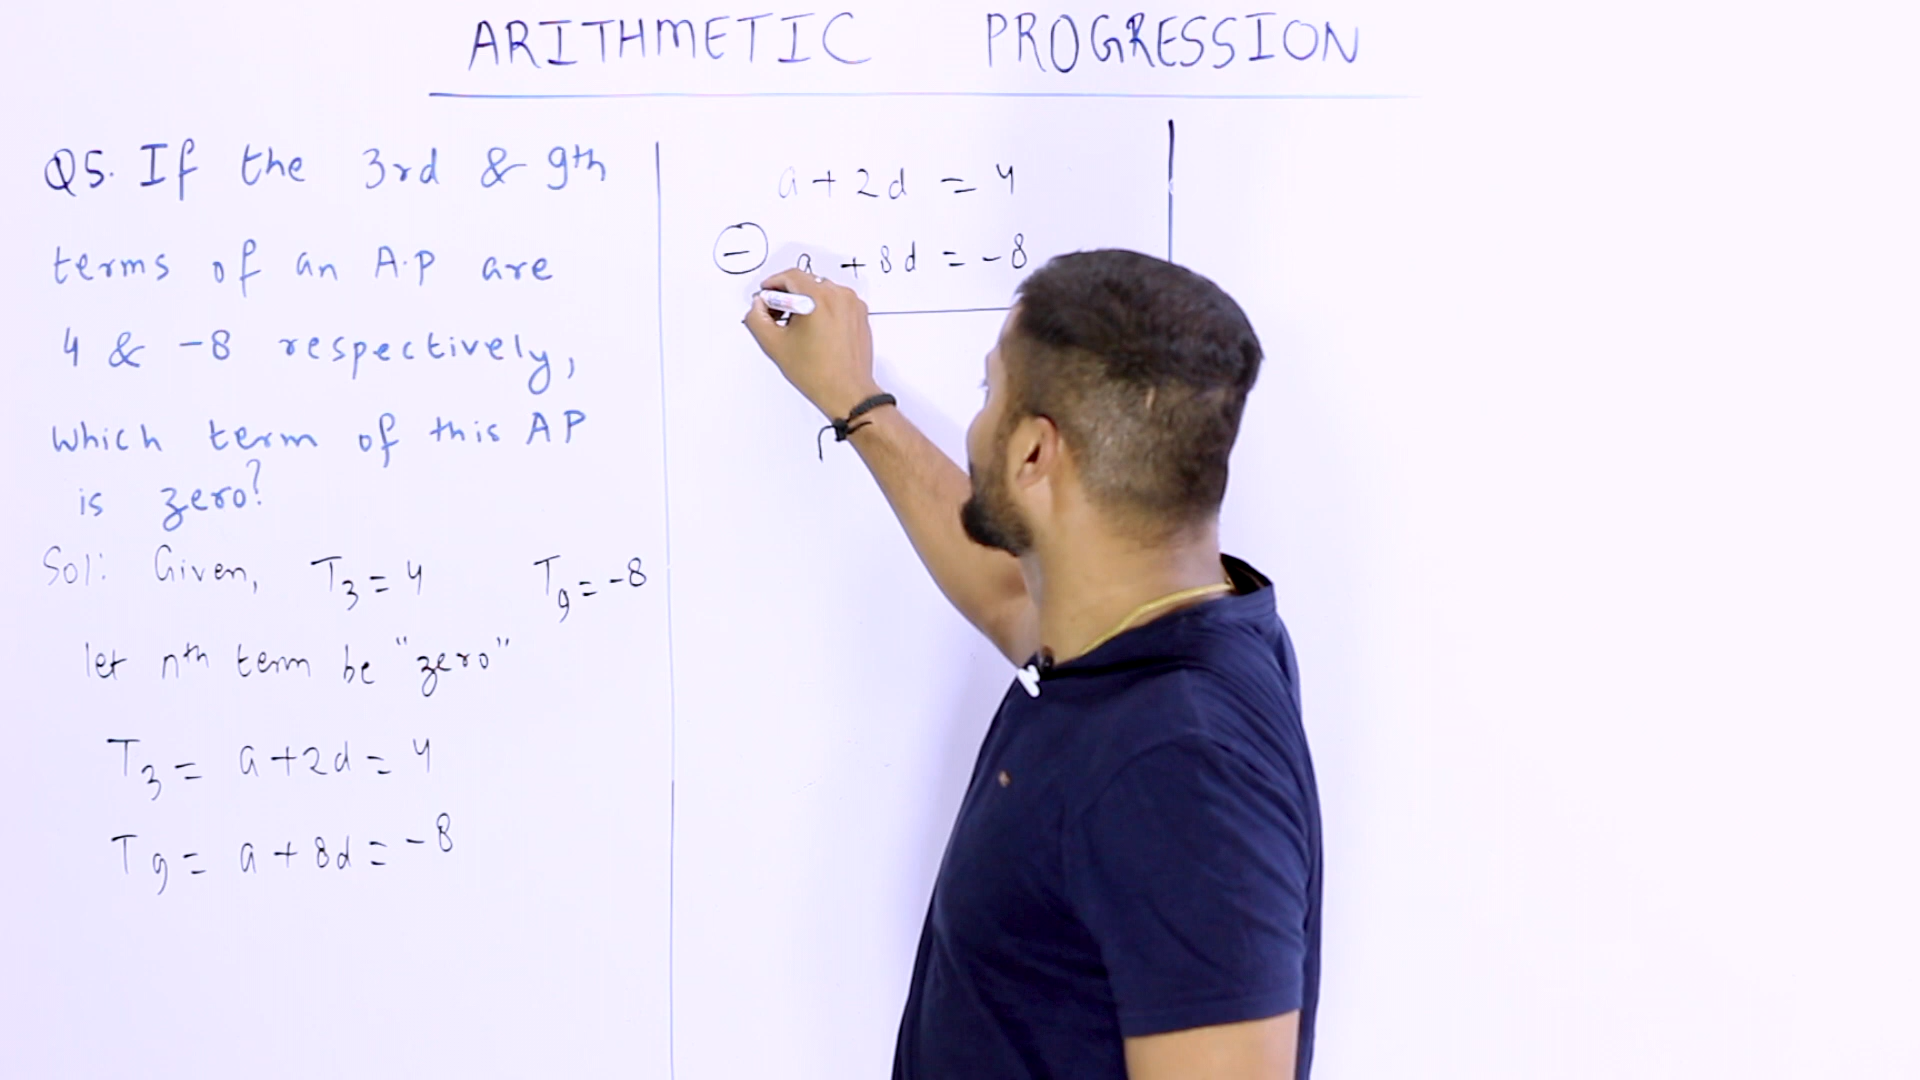 ARITHMETIC PROGRESSION
Q5. If the 3rd & 9th
terms of an A.P are
4 & -8 respectively,
which term of this AP
is zero?
Sol: Given, T3 = 4 T9 = -8
let nth term be "zero"
T3 = a+2d = 4
T9 = a+8d = -8
a+2d = 4
- a+8d = -8